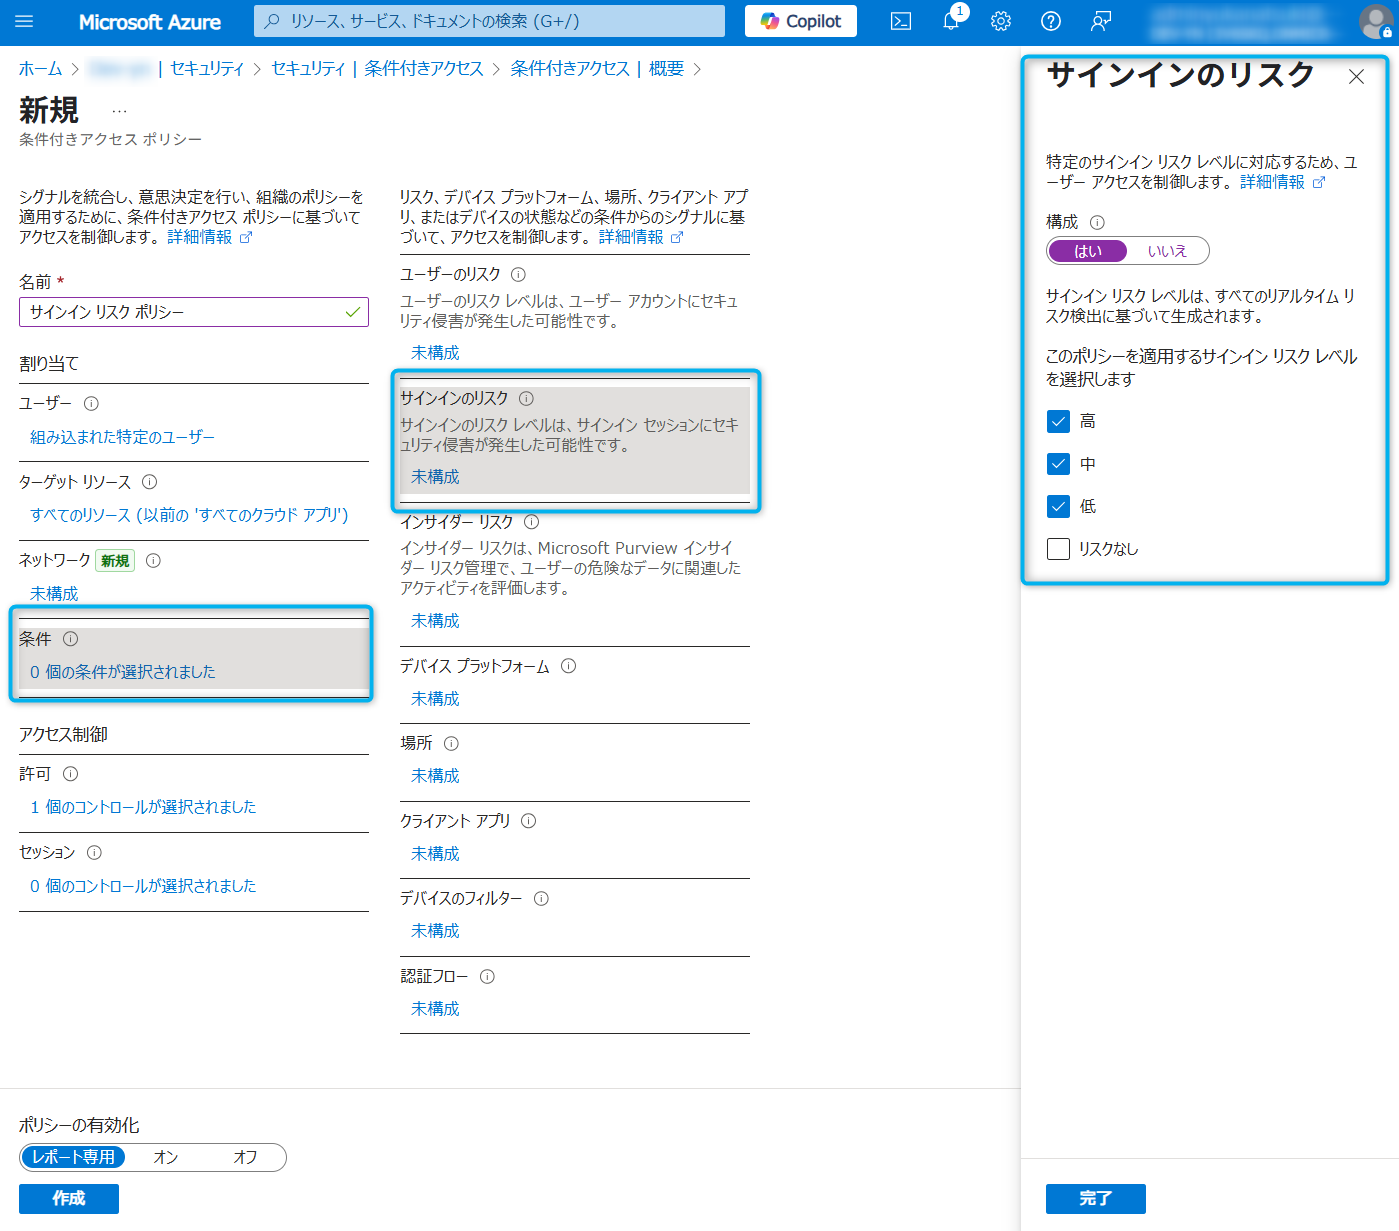 Microsoft Azure
リソース、サービス、ドキュメントの検索 (G+/)
Copilot
1
ホーム > | セキュリティ > セキュリティ | 条件付きアクセス > 条件付きアクセス | 概要 >
新規 ...
条件付きアクセス ポリシー
シグナルを統合し、意思決定を行い、組織のポリシーを
適用するために、条件付きアクセス ポリシーに基づいて
アクセスを制御します。 詳細情報
名前 *
サインイン リスク ポリシー
割り当て
ユーザー
組み込まれた特定のユーザー
ターゲット リソース
すべてのリソース (以前の 'すべてのクラウド アプリ')
ネットワーク 新規
未構成
条件
0 個の条件が選択されました
アクセス制御
許可
1 個のコントロールが選択されました
セッション
0 個のコントロールが選択されました
リスク、デバイス プラットフォーム、場所、クライアント アプ
リ、またはデバイスの状態などの条件からのシグナルに基
づいて、アクセスを制御します。 詳細情報
ユーザーのリスク
ユーザーのリスク レベルは、ユーザー アカウントにセキュ
リティ侵害が発生した可能性です。
未構成
サインインのリスク
サインインのリスク レベルは、サインイン セッションにセキ
ュリティ侵害が発生した可能性です。
未構成
インサイダー リスク
インサイダー リスクは、Microsoft Purview インサイ
ダー リスク管理で、ユーザーの危険なデータに関連した
アクティビティを評価します。
未構成
デバイス プラットフォーム
未構成
場所
未構成
クライアント アプリ
未構成
デバイスのフィルター
未構成
認証フロー
未構成
ポリシーの有効化
レポート専用 オン オフ
作成
サインインのリスク
特定のサインイン リスク レベルに対応するため、ユ
ーザー アクセスを制御します。 詳細情報
構成
はい いいえ
サインイン リスク レベルは、すべてのリアルタイム リ
スク検出に基づいて生成されます。
このポリシーを適用するサインイン リスク レベル
を選択します
高
中
低
リスクなし
完了